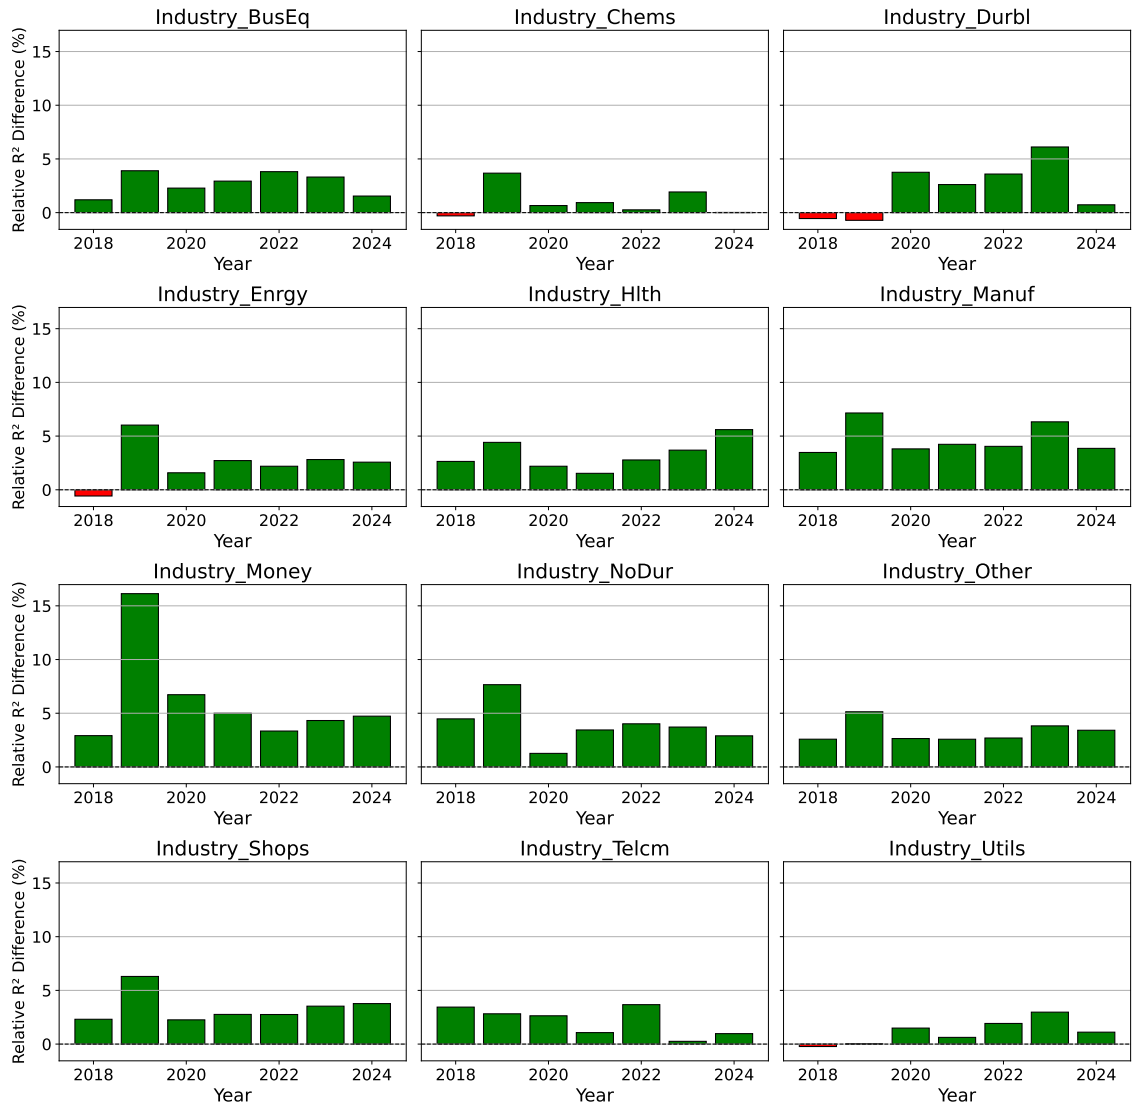 Industry_BusEq Industry_Chems Industry_Durbl
Relative R² Difference (%)
15
10
5
0
2018 2020 2022 2024 2018 2020 2022 2024 2018 2020 2022 2024
Year Year Year
Industry_Enrgy Industry_Hlth Industry_Manuf
Relative R² Difference (%)
15
10
5
0
2018 2020 2022 2024 2018 2020 2022 2024 2018 2020 2022 2024
Year Year Year
Industry_Money Industry_NoDur Industry_Other
Relative R² Difference (%)
15
10
5
0
2018 2020 2022 2024 2018 2020 2022 2024 2018 2020 2022 2024
Year Year Year
Industry_Shops Industry_Telcm Industry_Utils
Relative R² Difference (%)
15
10
5
0
2018 2020 2022 2024 2018 2020 2022 2024 2018 2020 2022 2024
Year Year Year